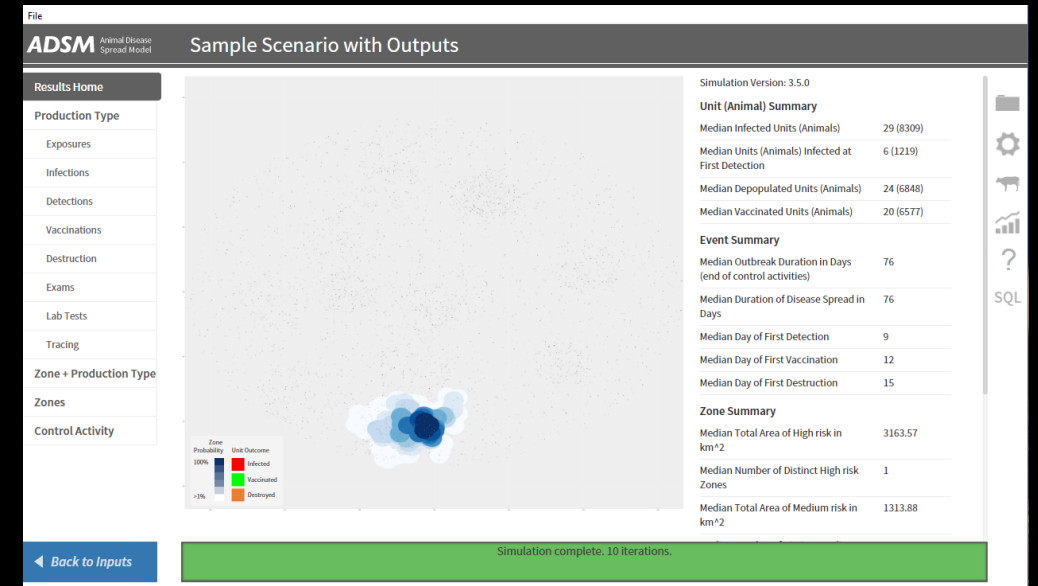 File
ADSM Animal Disease
Spread Model
Sample Scenario with Outputs
Results Home
Production Type
Exposures
Infections
Detections
Vaccinations
Destruction
Exams
Lab Tests
Tracing
Zone + Production Type
Zones
Control Activity
Back to Inputs
Zone
Probability
Unit Outcome
100%
>1%
Infected
Vaccinated
Destroyed
Simulation Version: 3.5.0
Unit (Animal) Summary
Median Infected Units (Animals) 29 (8309)
Median Units (Animals) Infected at 6 (1219)
First Detection
Median Depopulated Units (Animals) 24 (6848)
Median Vaccinated Units (Animals) 20 (6577)
Event Summary
Median Outbreak Duration in Days 76
(end of control activities)
Median Duration of Disease Spread in 76
Days
Median Day of First Detection 9
Median Day of First Vaccination 12
Median Day of First Destruction 15
Zone Summary
Median Total Area of High risk in 3163.57
km^2
Median Number of Distinct High risk 1
Zones
Median Total Area of Medium risk in 1313.88
km^2
?
SQL
Simulation complete. 10 iterations.